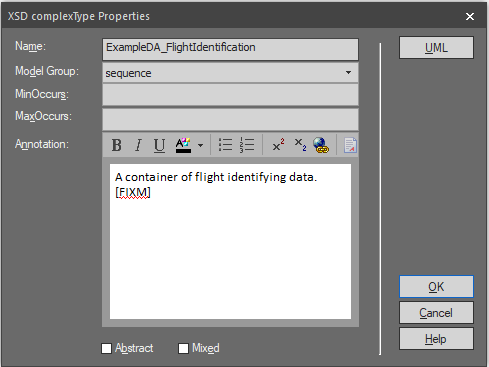 XSD complexType Properties
Name: ExampleDA_FlightIdentification
UML
Model Group: sequence
MinOccurs:
MaxOccurs:
Annotation: B I U A x² x₂
A container of flight identifying data.
[FIXM]
OK
Cancel
Help
Abstract Mixed